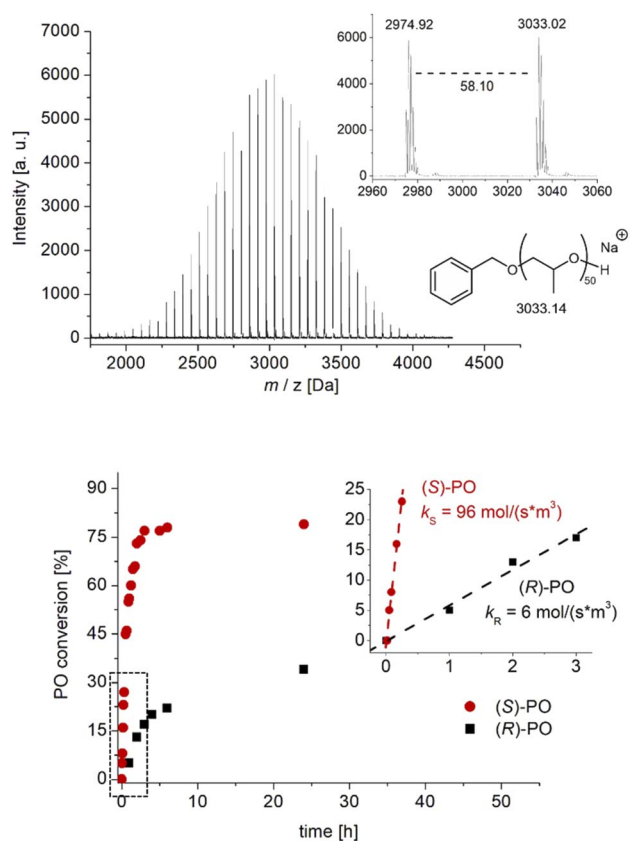 7000
6000
5000
4000
3000
2000
1000
0
Intensity [a. u.]
2000 2500 3000 3500 4000 4500
m / z [Da]
2974.92 3033.02
6000
4000
2000
0
58.10
2960 2980 3000 3020 3040 3060
O O H Na⊕
50
3033.14
90
75
60
45
30
15
0
PO conversion [%]
0 10 20 30 40 50
time [h]
25
20
15
10
5
0
(S)-PO
kS = 96 mol/(s*m³)
(R)-PO
kR = 6 mol/(s*m³)
0 1 2 3
(S)-PO
(R)-PO